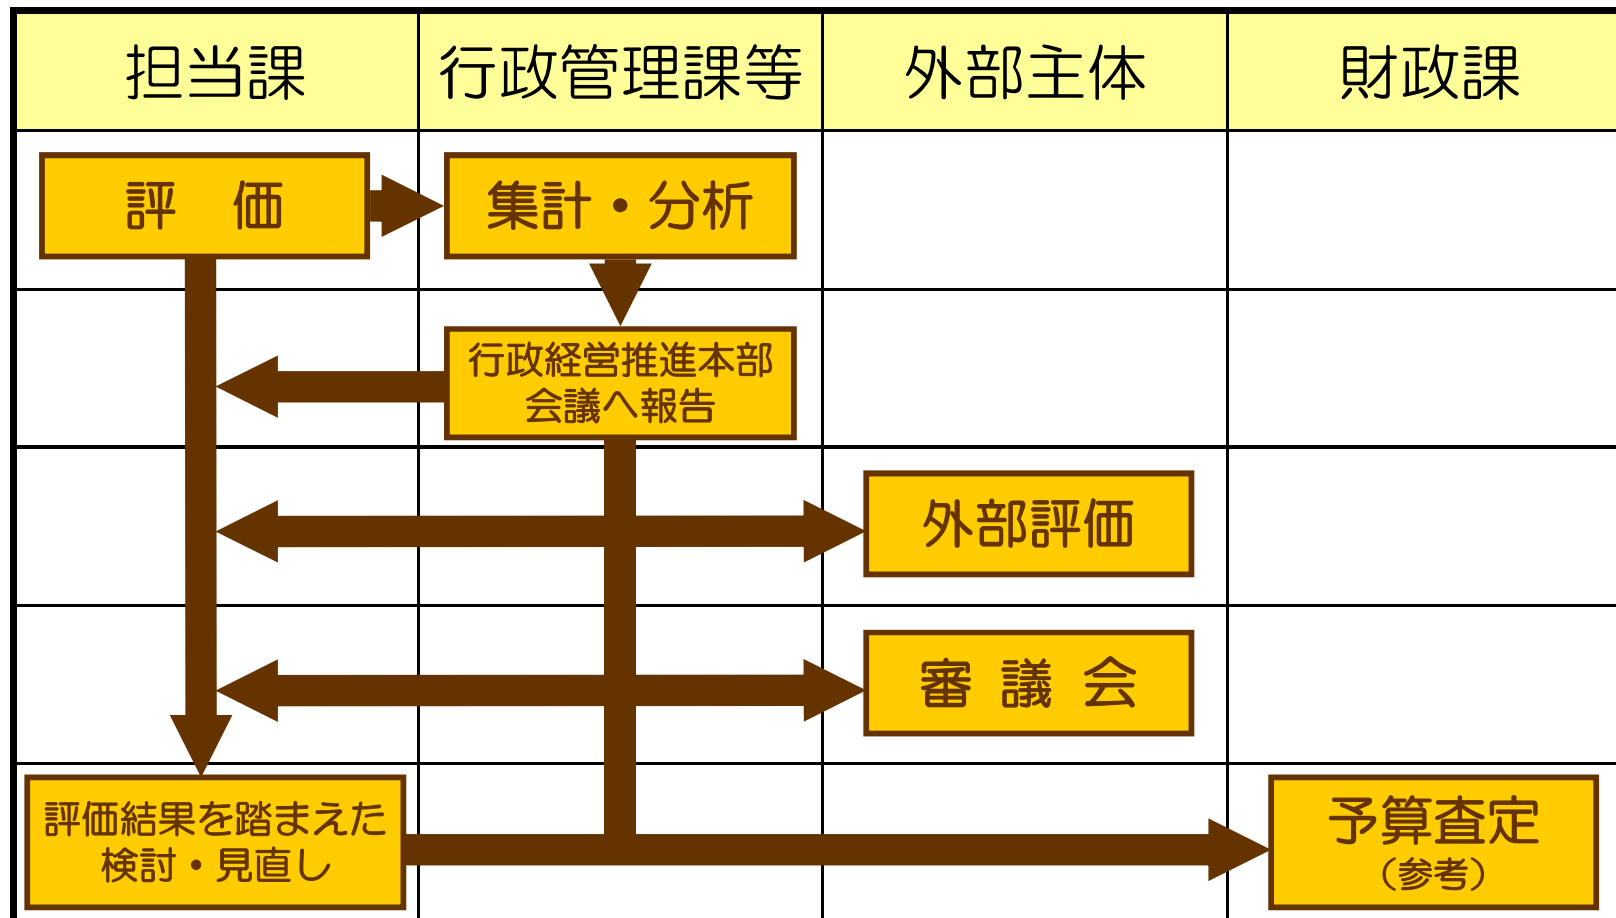 担当課
行政管理課等
外部主体
財政課
評　価
集計・分析
行政経営推進本部
会議へ報告
外部評価
審 議 会
評価結果を踏まえた
検討・見直し
予算査定
（参考）